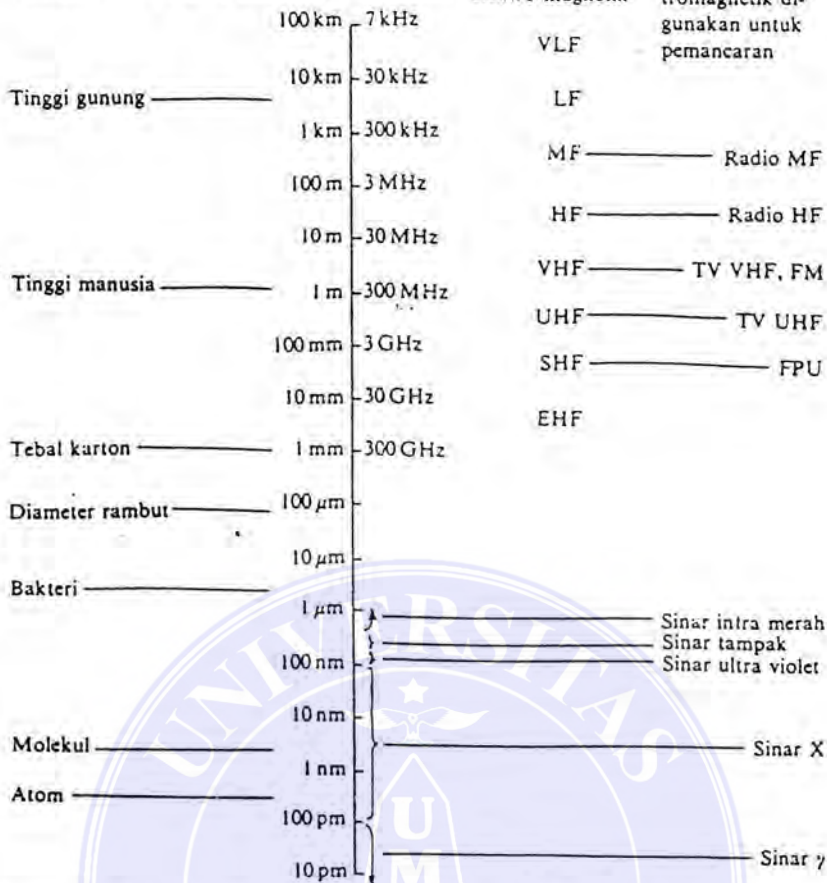 100 km 7 kHz
tromagnetik di-
gunakan untuk
pemancaran
VLF
10 km 30 kHz
Tinggi gunung
LF
1 km 300 kHz
MF Radio MF
100 m 3 MHz
HF Radio HF
10 m 30 MHz
VHF TV VHF, FM
Tinggi manusia
1 m 300 MHz
UHF TV UHF
100 mm 3 GHz
SHF FPU
10 mm 30 GHz
EHF
Tebal karton 1 mm 300 GHz
100 μm
Diameter rambut
10 μm
Bakteri
1 μm
Sinar infra merah
Sinar tampak
100 nm Sinar ultra violet
10 nm
Molekul Sinar X
1 nm
Atom
100 pm
Sinar γ
10 pm
UNIVERSITAS
U
M